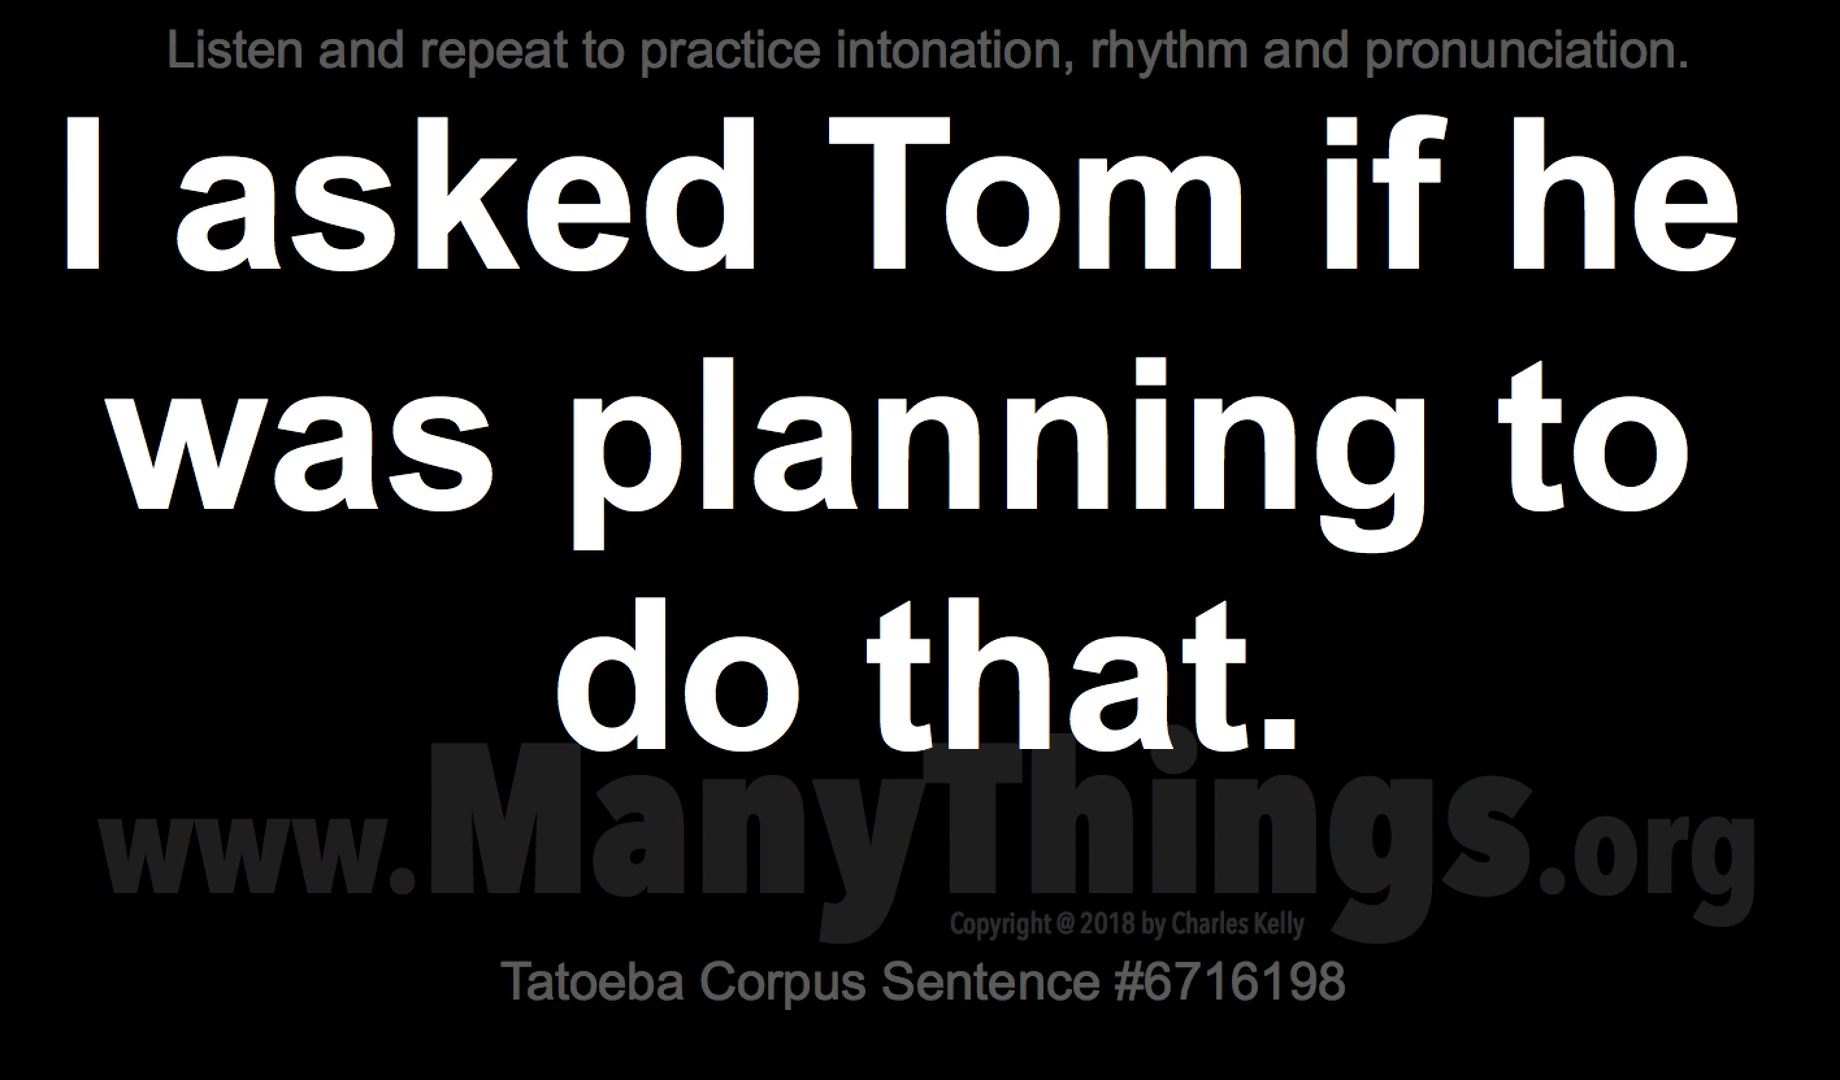 Listen and repeat to practice intonation, rhythm and pronunciation.
I asked Tom if he
was planning to
do that.
www.ManyThings.org
Copyright @ 2018 by Charles Kelly
Tatoeba Corpus Sentence #6716198